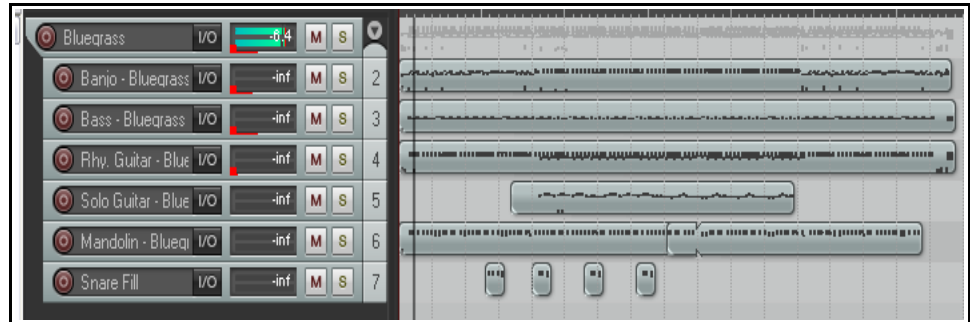 Bluegrass I/O -6.4 M S
Banjo - Bluegrass I/O -inf M S 2
Bass - Bluegrass I/O -inf M S 3
Rhy. Guitar - Blue I/O -inf M S 4
Solo Guitar - Blue I/O -inf M S 5
Mandolin - Bluegr I/O -inf M S 6
Snare Fill I/O -inf M S 7